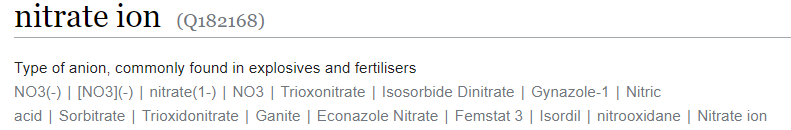 nitrate ion (Q182168)
Type of anion, commonly found in explosives and fertilisers
NO3(-) | [NO3](-) | nitrate(1-) | NO3 | Trioxonitrate | Isosorbide Dinitrate | Gynazole-1 | Nitric
acid | Sorbitrate | Trioxidonitrate | Ganite | Econazole Nitrate | Femstat 3 | Isordil | nitrooxidane | Nitrate ion